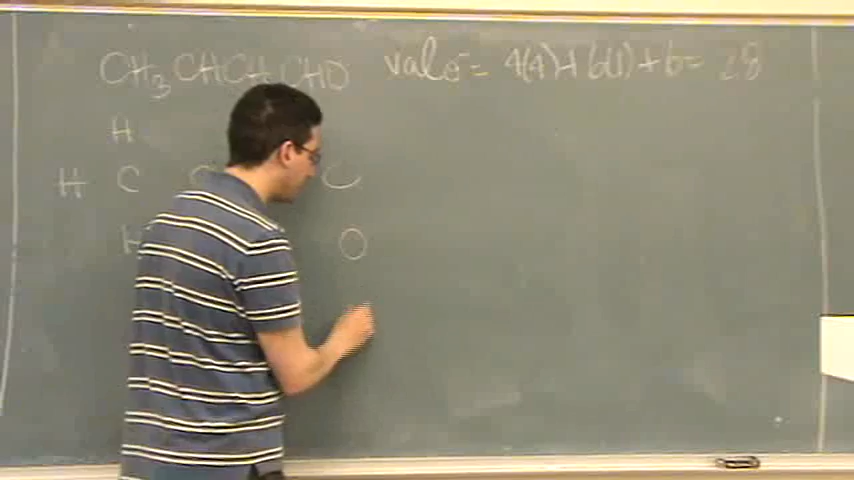 CH3CHCHCHO val e- = 4(4)+6(1)+6= 28
H
H C C C
H O